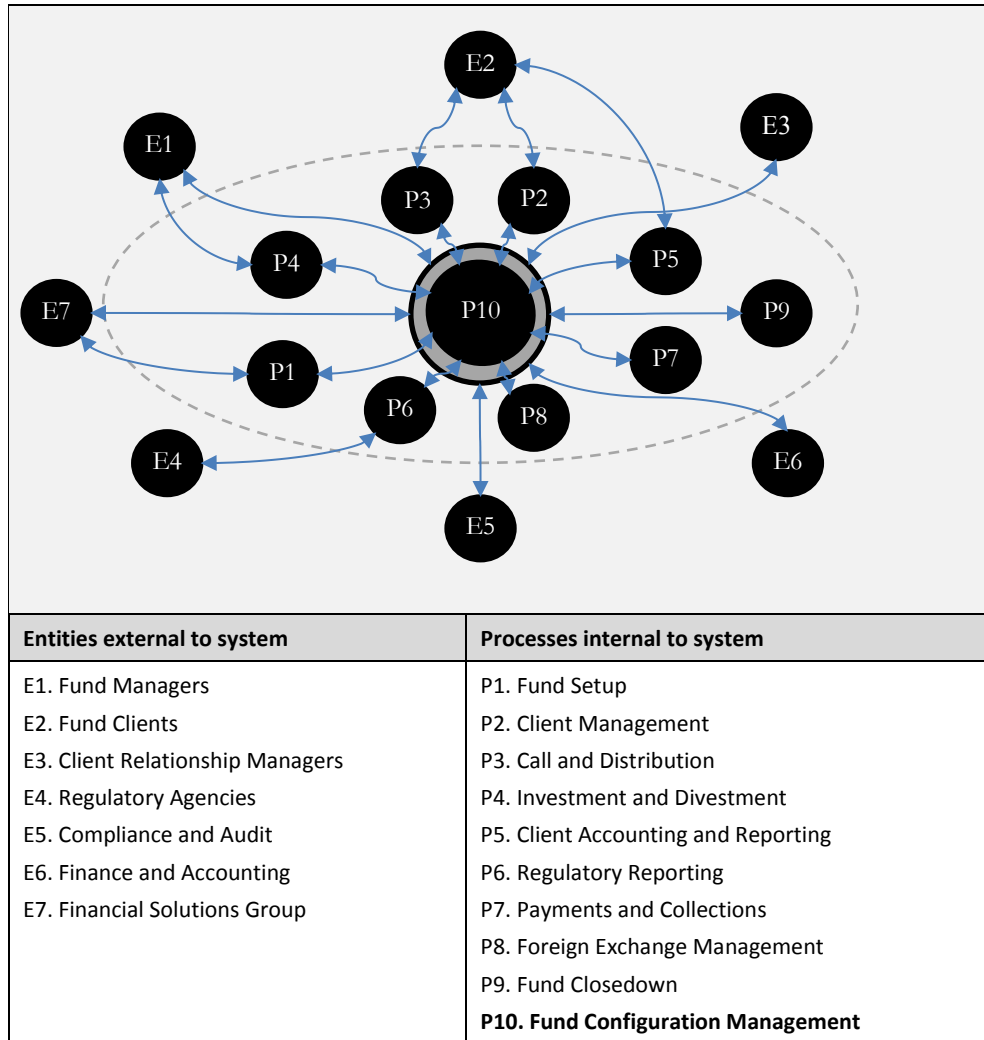 E2
E3
E1
P3
P2
P4
P5
E7
P10
P9
P1
P7
P6
P8
E4
E6
E5
Entities external to system
Processes internal to system
E1. Fund Managers
E2. Fund Clients
E3. Client Relationship Managers
E4. Regulatory Agencies
E5. Compliance and Audit
E6. Finance and Accounting
E7. Financial Solutions Group
P1. Fund Setup
P2. Client Management
P3. Call and Distribution
P4. Investment and Divestment
P5. Client Accounting and Reporting
P6. Regulatory Reporting
P7. Payments and Collections
P8. Foreign Exchange Management
P9. Fund Closedown
P10. Fund Configuration Management